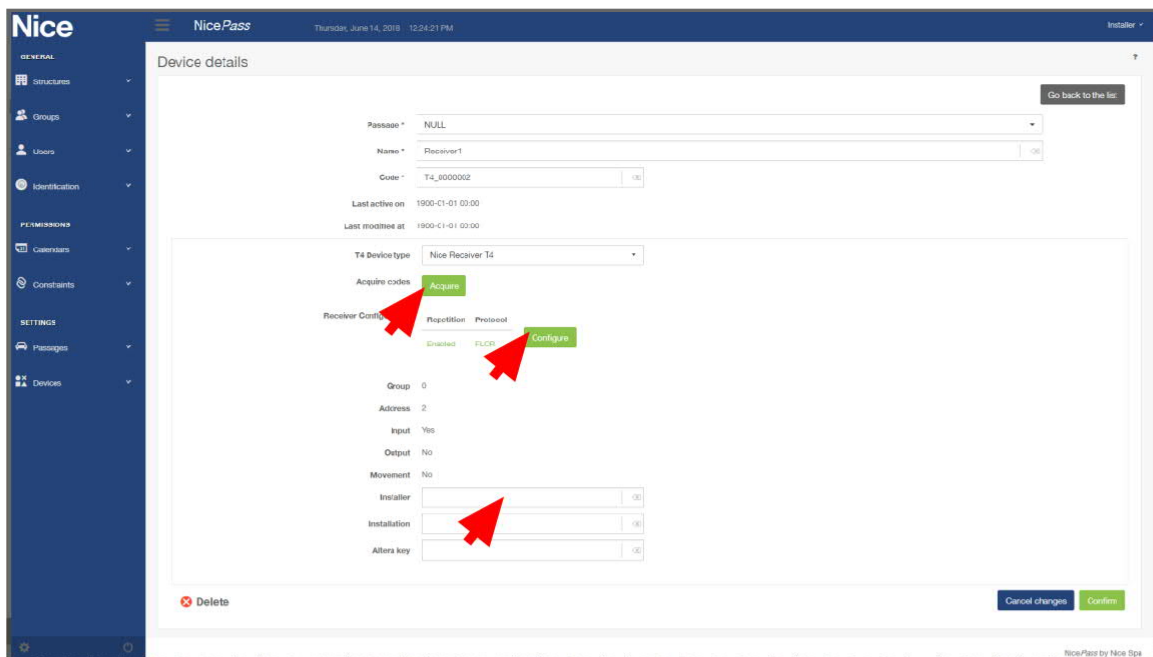 Nice
NicePass
Thursday, June 14, 2018 12:24:21 PM
Installer
GENERAL
Structures
Groups
Users
Identification
PERMISSIONS
Calendars
Constraints
SETTINGS
Passages
Devices
Device details
?
Go back to the list
Passage * NULL
Name * Receiver1
Code * T4_0000002
Last active on 1900-01-01 00:00
Last modified at 1900-01-01 00:00
T4 Device type Nice Receiver T4
Acquire codes Acquire
Receiver Repetition Protocol
Enabled FLOR Configure
Group 0
Address 2
Input Yes
Output No
Movement No
Installer
Installation
Altera key
Delete
Cancel changes Confirm
NicePass by Nice Spa